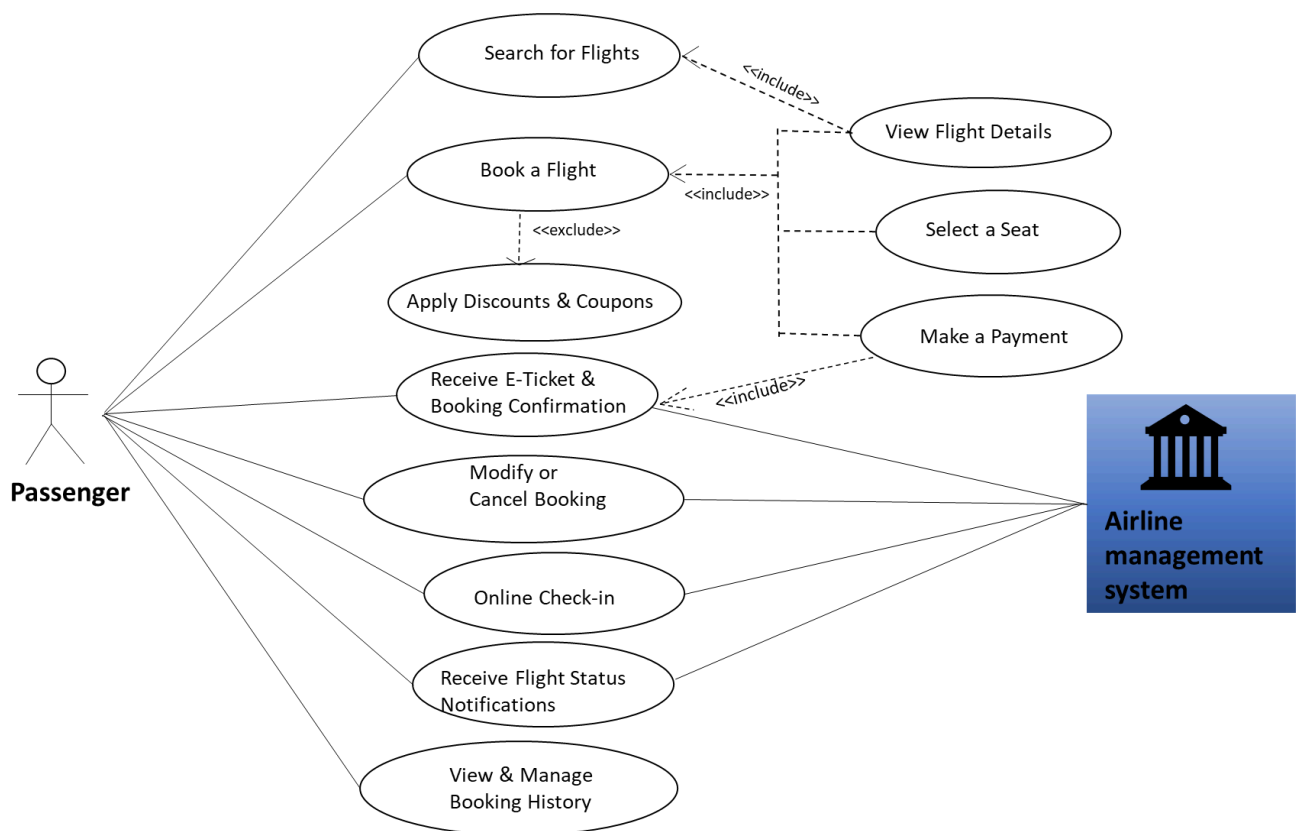 Search for Flights
<<include>>
View Flight Details
Book a Flight
<<include>>
<<exclude>>
Select a Seat
Apply Discounts & Coupons
Make a Payment
Receive E-Ticket &
Booking Confirmation
<<include>>
Passenger
Modify or
Cancel Booking
Airline
management
system
Online Check-in
Receive Flight Status
Notifications
View & Manage
Booking History